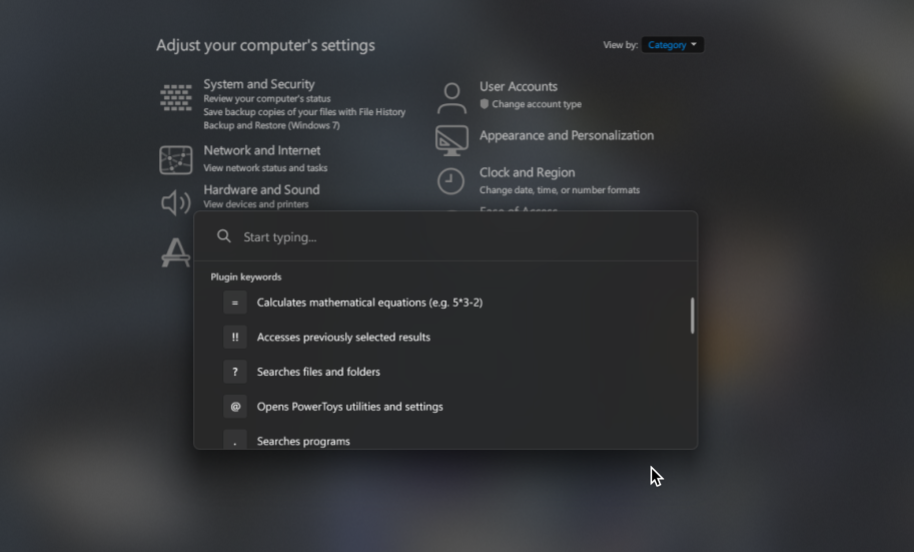 Adjust your computer's settings
View by: Category
System and Security
Review your computer's status
Save backup copies of your files with File History
Backup and Restore (Windows 7)
Network and Internet
View network status and tasks
Hardware and Sound
View devices and printers
User Accounts
Change account type
Appearance and Personalization
Clock and Region
Change date, time, or number formats
Ease of Access
Start typing...
Plugin keywords
= Calculates mathematical equations (e.g. 5*3-2)
!! Accesses previously selected results
? Searches files and folders
@ Opens PowerToys utilities and settings
. Searches programs